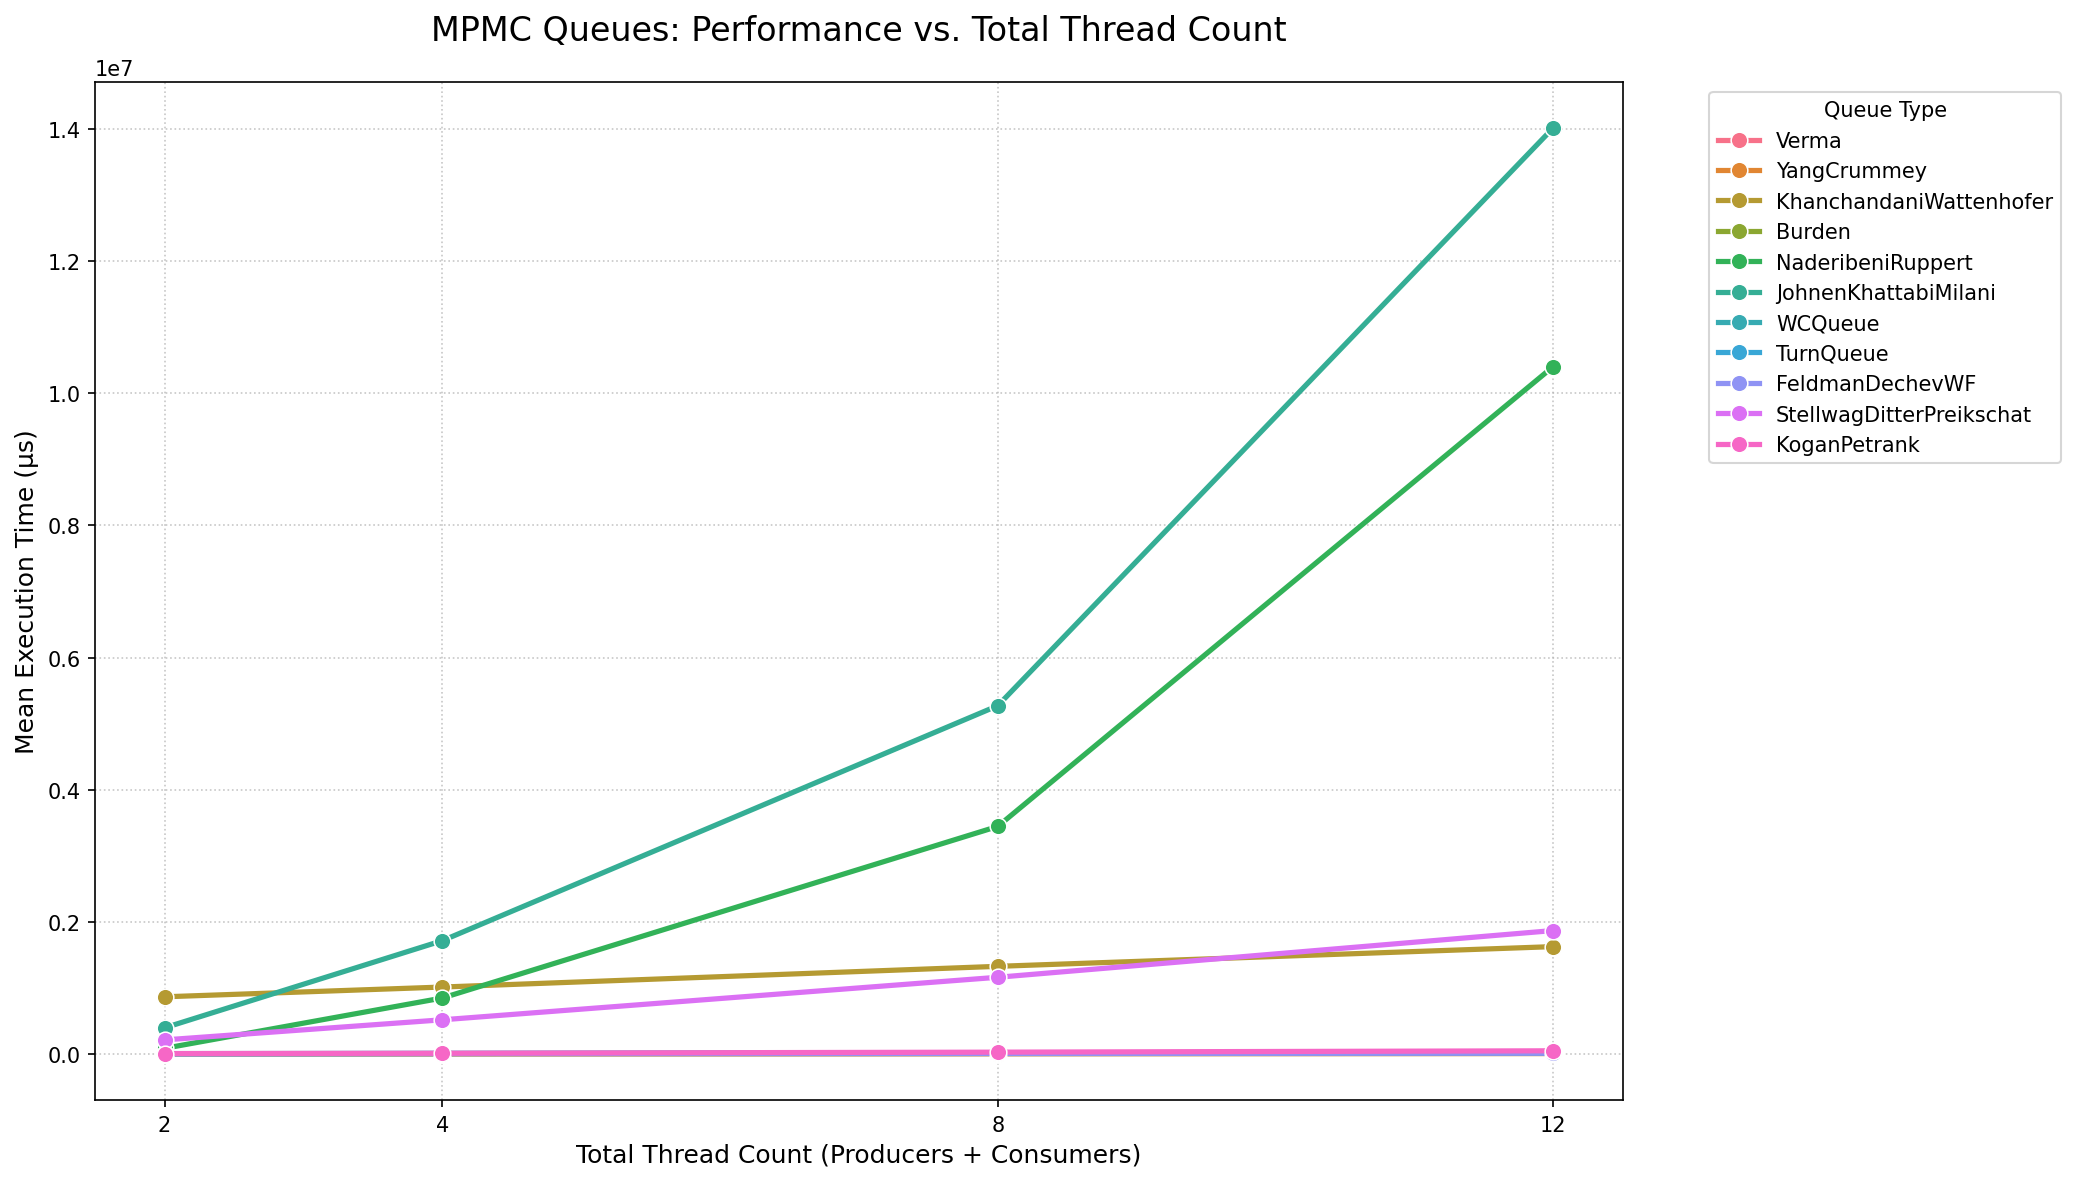 MPMC Queues: Performance vs. Total Thread Count
1e7
1.4
1.2
1.0
0.8
0.6
0.4
0.2
0.0
Mean Execution Time (µs)
2 4 8 12
Total Thread Count (Producers + Consumers)
Queue Type
Verma
YangCrummey
KhanchandaniWattenhofer
Burden
NaderibeniRuppert
JohnenKhattabiMilani
WCQueue
TurnQueue
FeldmanDechevWF
StellwagDitterPreikschat
KoganPetrank